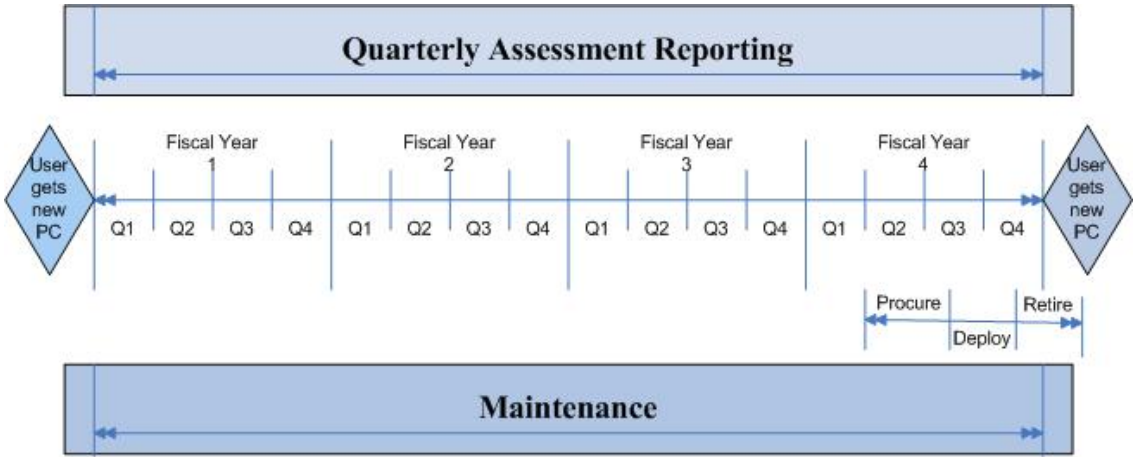 Quarterly Assessment Reporting
User
gets
new
PC
Fiscal Year
1
Fiscal Year
2
Fiscal Year
3
Fiscal Year
4
User
gets
new
PC
Q1 Q2 Q3 Q4 Q1 Q2 Q3 Q4 Q1 Q2 Q3 Q4 Q1 Q2 Q3 Q4
Procure Retire
Deploy
Maintenance